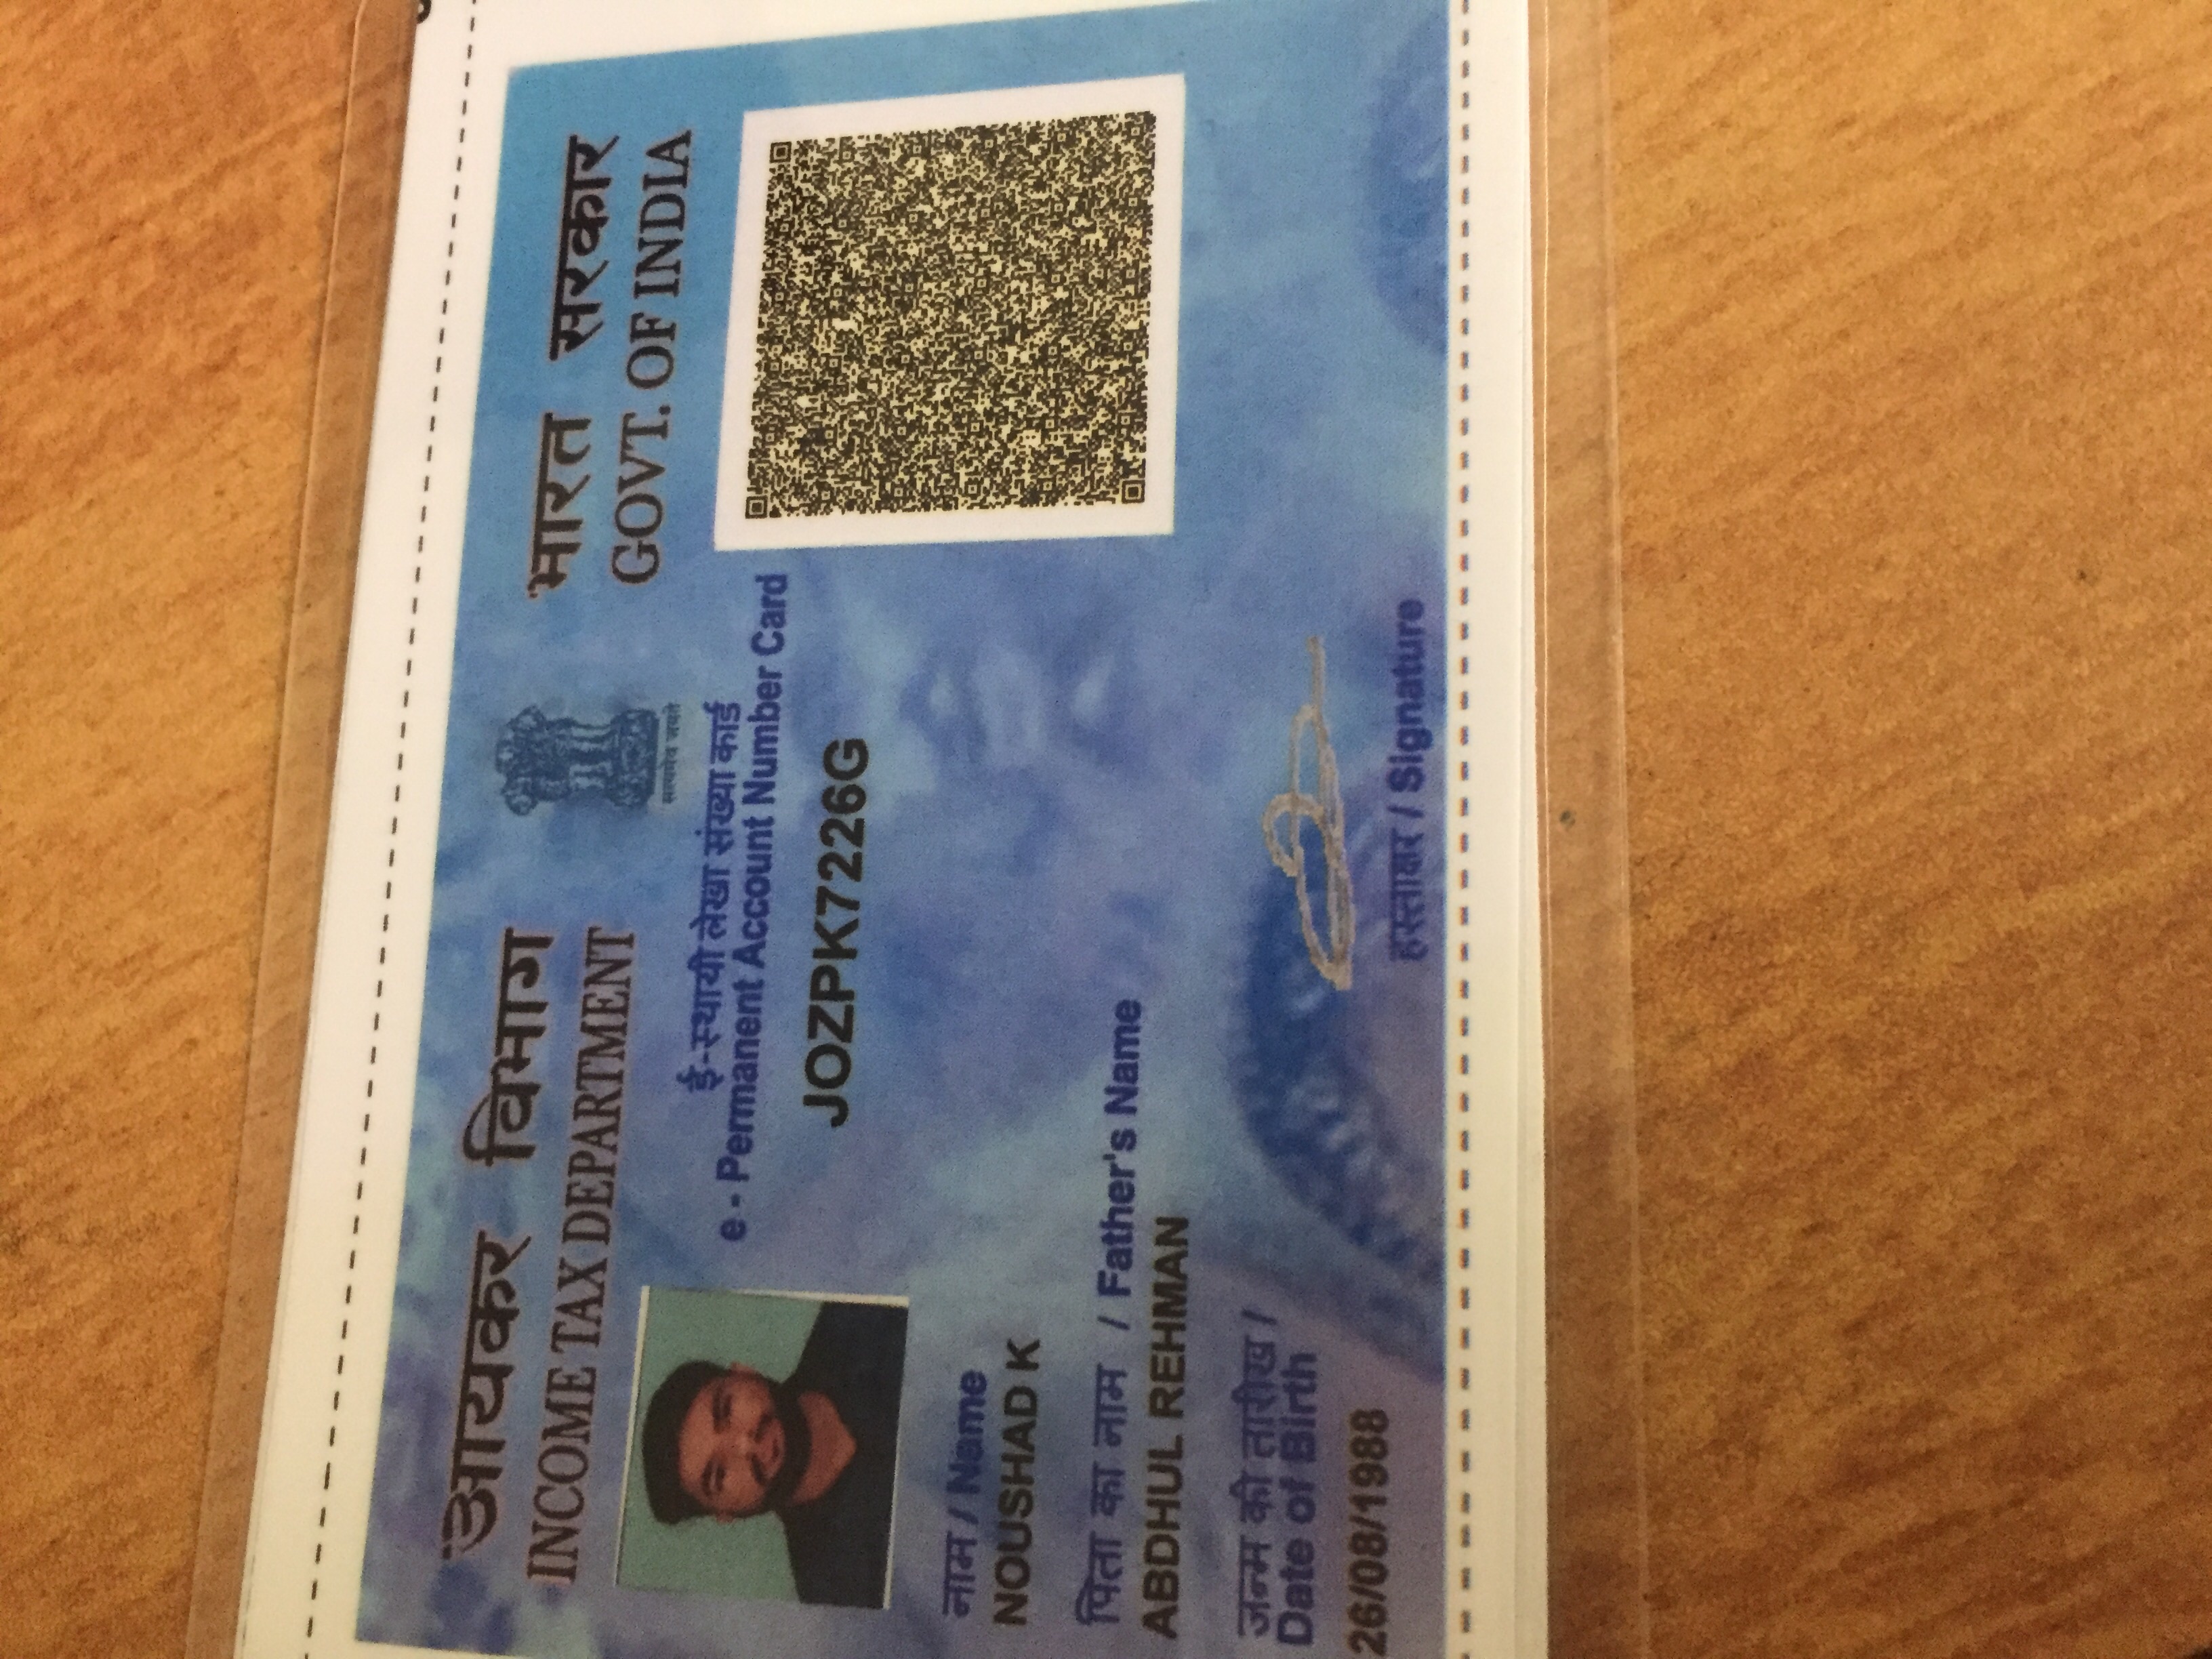 आयकर विभाग
INCOME TAX DEPARTMENT
सत्यमेव जयते
भारत सरकार
GOVT. OF INDIA
ई-स्थायी लेखा संख्या कार्ड
e - Permanent Account Number Card
JOZPK7226G
नाम / Name
NOUSHAD K
पिता का नाम / Father's Name
ABDHUL REHMAN
जन्म की तारीख /
Date of Birth
26/08/1988
हस्ताक्षर / Signature